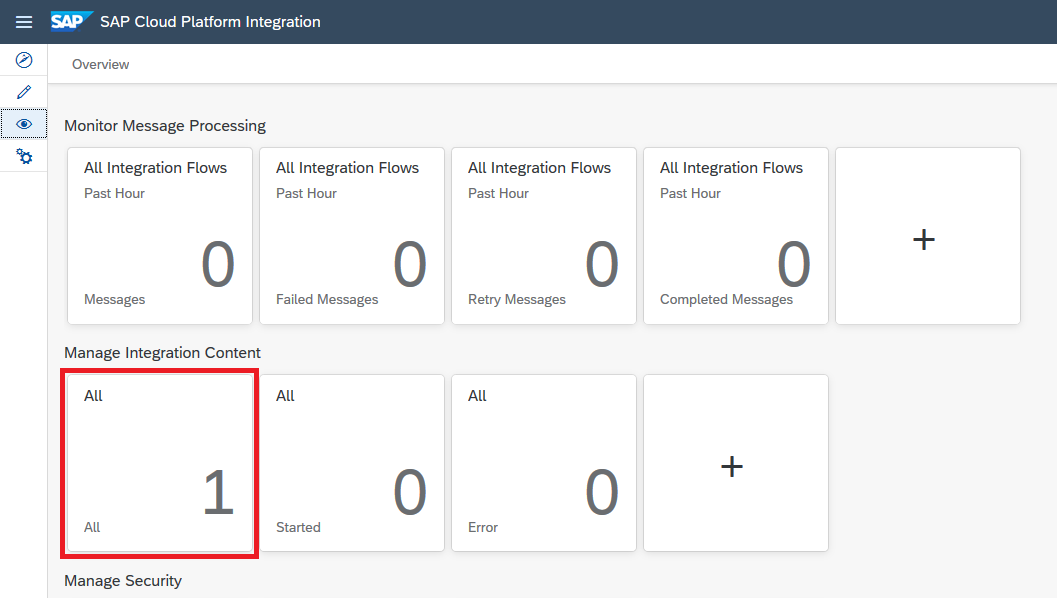 SAP SAP Cloud Platform Integration
Overview
Monitor Message Processing
All Integration Flows
Past Hour
0
Messages
All Integration Flows
Past Hour
0
Failed Messages
All Integration Flows
Past Hour
0
Retry Messages
All Integration Flows
Past Hour
0
Completed Messages
+
Manage Integration Content
All
1
All
All
0
Started
All
0
Error
+
Manage Security